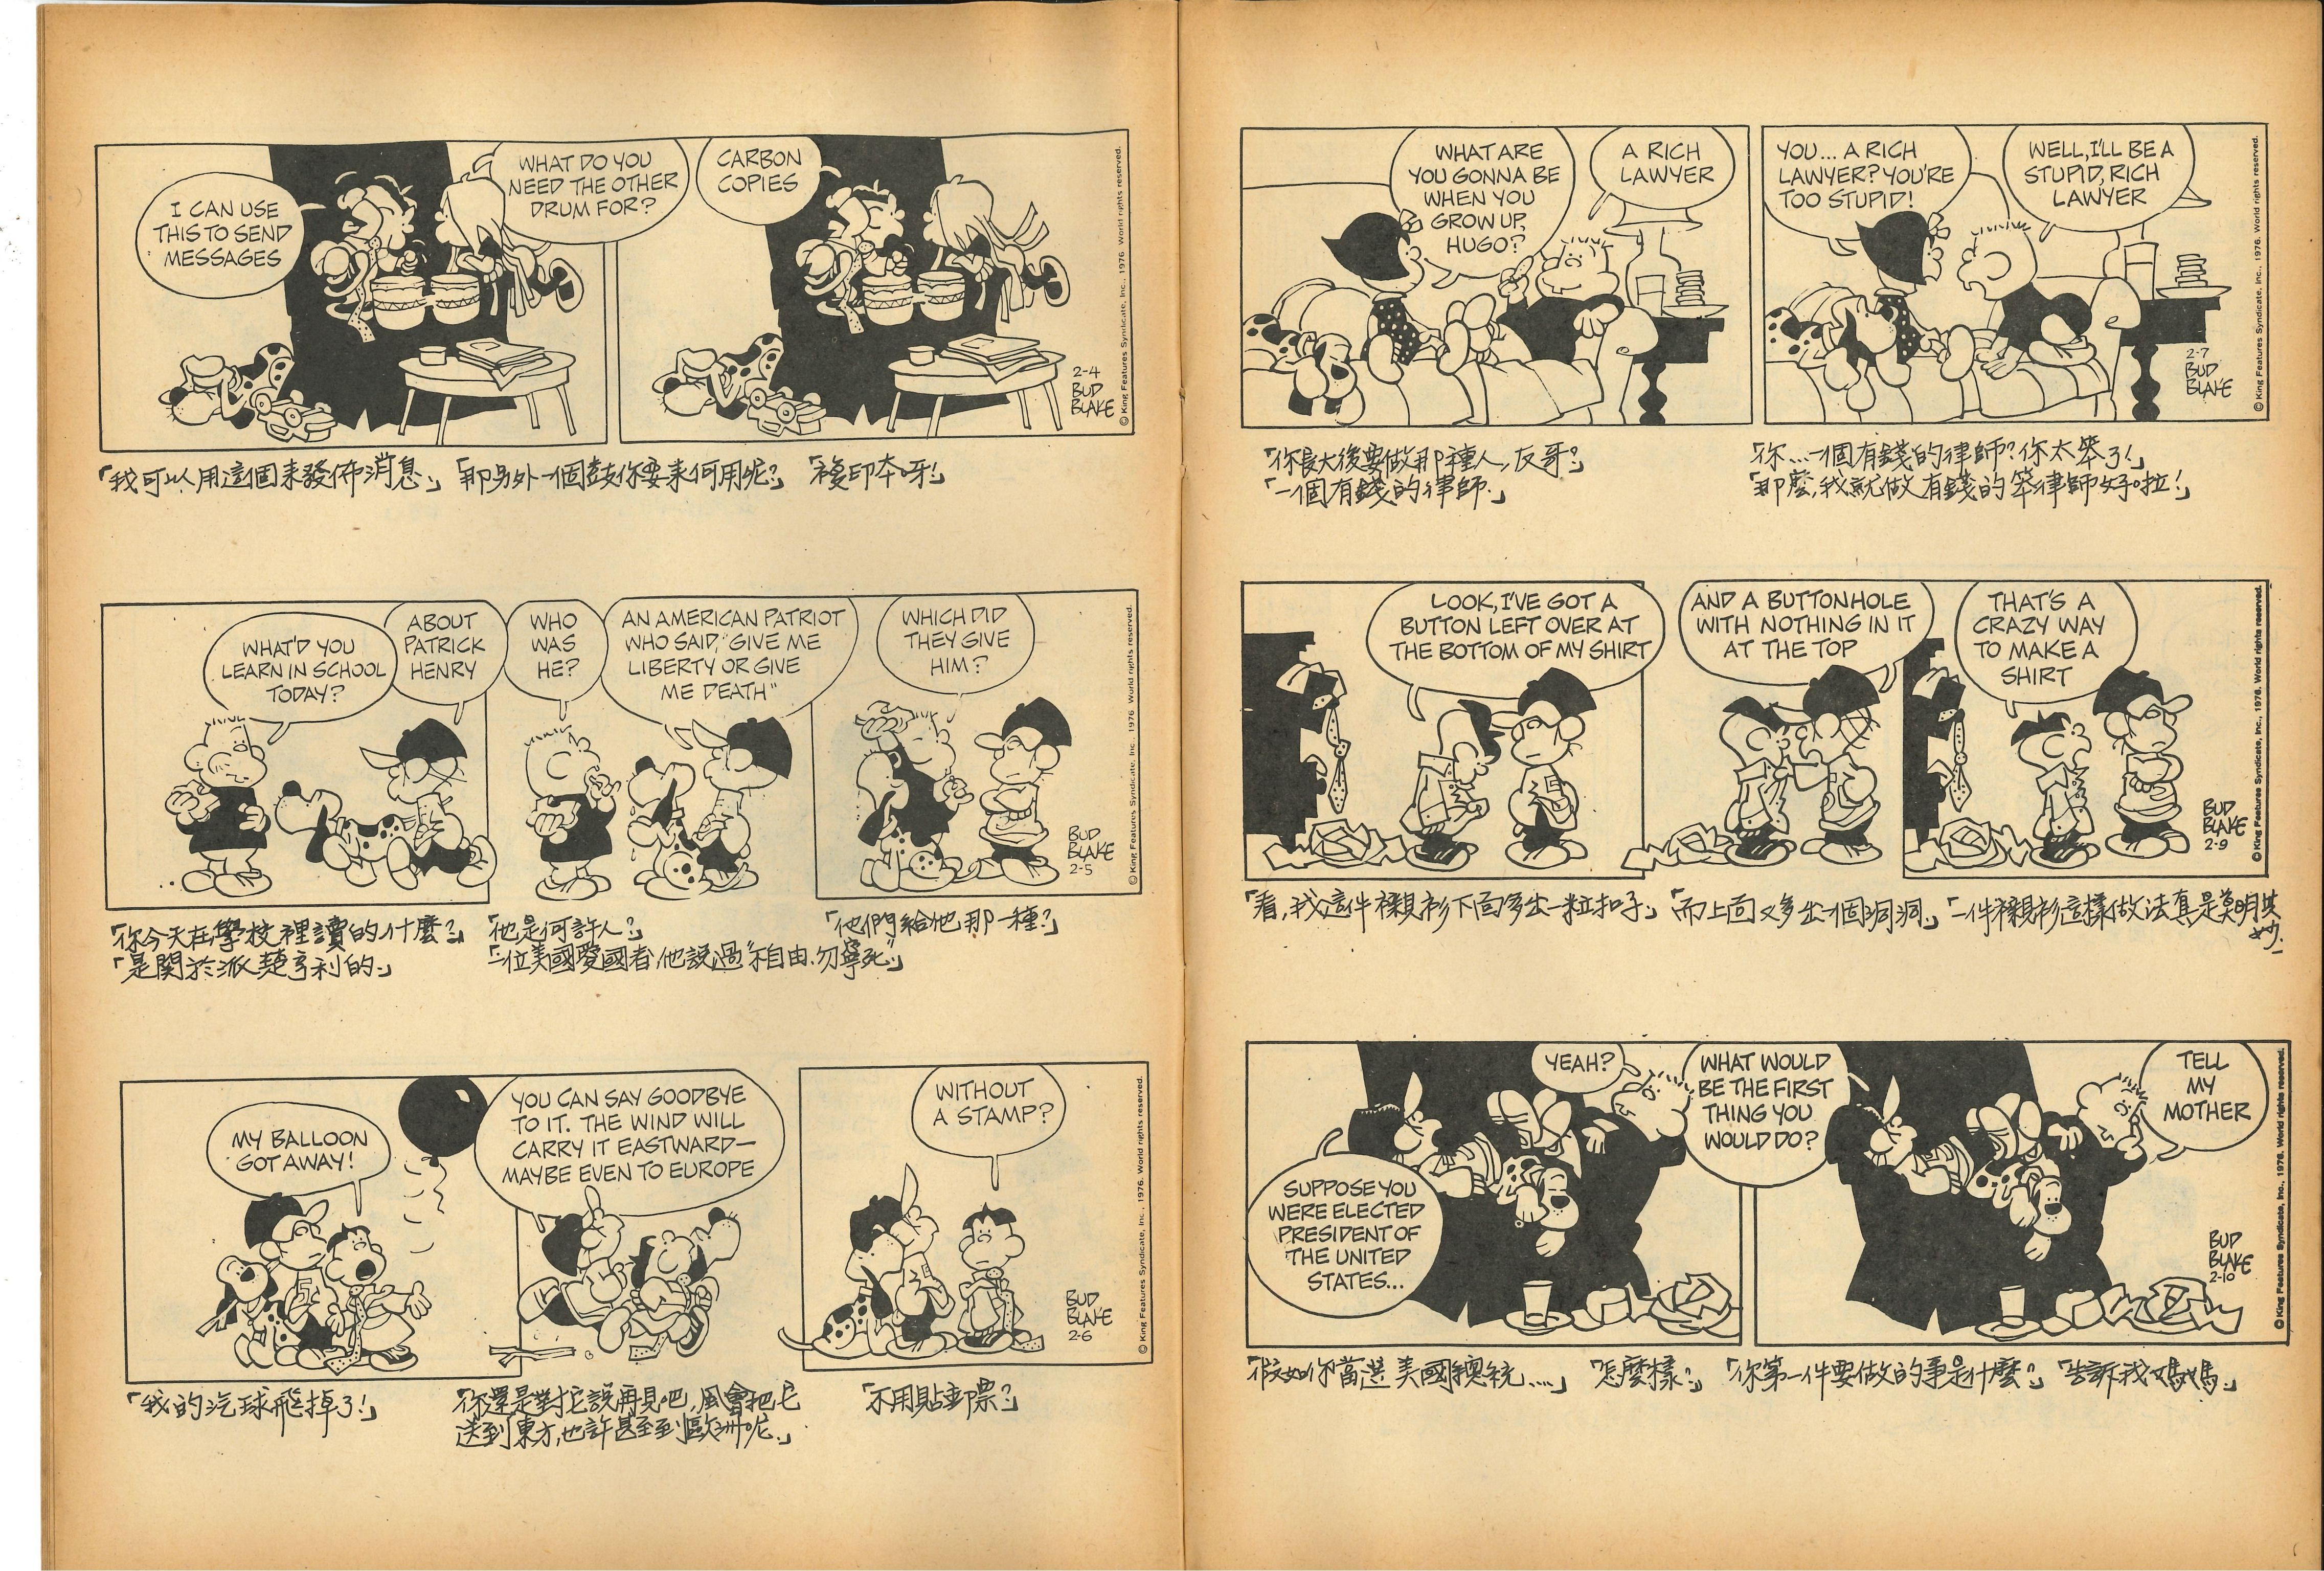 I CAN USE
THIS TO SEND
MESSAGES
WHAT DO YOU
NEED THE OTHER
DRUM FOR?
CARBON
COPIES
2-4
BUD
BLAKE
© King Features Syndicate, Inc., 1976. World rights reserved.
「我可以用這個來發佈消息。」「那另外一個鼓你要來何用呢?」「複印本呀!」
WHAT'D YOU
LEARN IN SCHOOL
TODAY?
ABOUT
PATRICK
HENRY
WHO
WAS
HE?
AN AMERICAN PATRIOT
WHO SAID, "GIVE ME
LIBERTY OR GIVE
ME DEATH"
WHICH DID
THEY GIVE
HIM?
BUD
BLAKE
2-5
© King Features Syndicate, Inc., 1976. World rights reserved.
「你今天在學校裡讀的什麼?」
「是關於派楚亨利的。」
「他是何許人?」
「一位美國愛國者,他說過"不自由.勿寧死」
「他們給他那一種?」
MY BALLOON
GOT AWAY!
YOU CAN SAY GOODBYE
TO IT. THE WIND WILL
CARRY IT EASTWARD—
MAYBE EVEN TO EUROPE
WITHOUT
A STAMP?
BUD
BLAKE
2-6
© King Features Syndicate, Inc., 1976. World rights reserved.
「我的汽球飛掉了!」
「你還是對它說再見吧,風會把它
送到東方,也許甚至到歐洲呢。」
「不用貼郵票?」
WHAT ARE
YOU GONNA BE
WHEN YOU
GROW UP,
HUGO?
A RICH
LAWYER
YOU... A RICH
LAWYER? YOU'RE
TOO STUPID!
WELL, I'LL BE A
STUPID, RICH
LAWYER
2-7
BUD
BLAKE
© King Features Syndicate, Inc., 1976. World rights reserved.
「你長大後要做那種人,反哥?」
「一個有錢的律師.」
「你...一個有錢的律師?你太笨了!」
「那麼,我就做有錢的笨律師好啦!」
LOOK, I'VE GOT A
BUTTON LEFT OVER AT
THE BOTTOM OF MY SHIRT
AND A BUTTONHOLE
WITH NOTHING IN IT
AT THE TOP
THAT'S A
CRAZY WAY
TO MAKE A
SHIRT
BUD
BLAKE
2-9
© King Features Syndicate, Inc., 1976. World rights reserved.
「看,我這件襯衫下面多出一粒扣子。」「而上面又多出一個洞洞。」「一件襯衫這樣做法真是莫明其
妙.」
SUPPOSE YOU
WERE ELECTED
PRESIDENT OF
THE UNITED
STATES...
YEAH?
WHAT WOULD
BE THE FIRST
THING YOU
WOULD DO?
TELL
MY
MOTHER
BUD
BLAKE
2-10
© King Features Syndicate, Inc., 1976. World rights reserved.
「假如你當選美國總統....」「怎麼樣?」「你第一件要做的事是什麼?」「告訴我媽媽.」